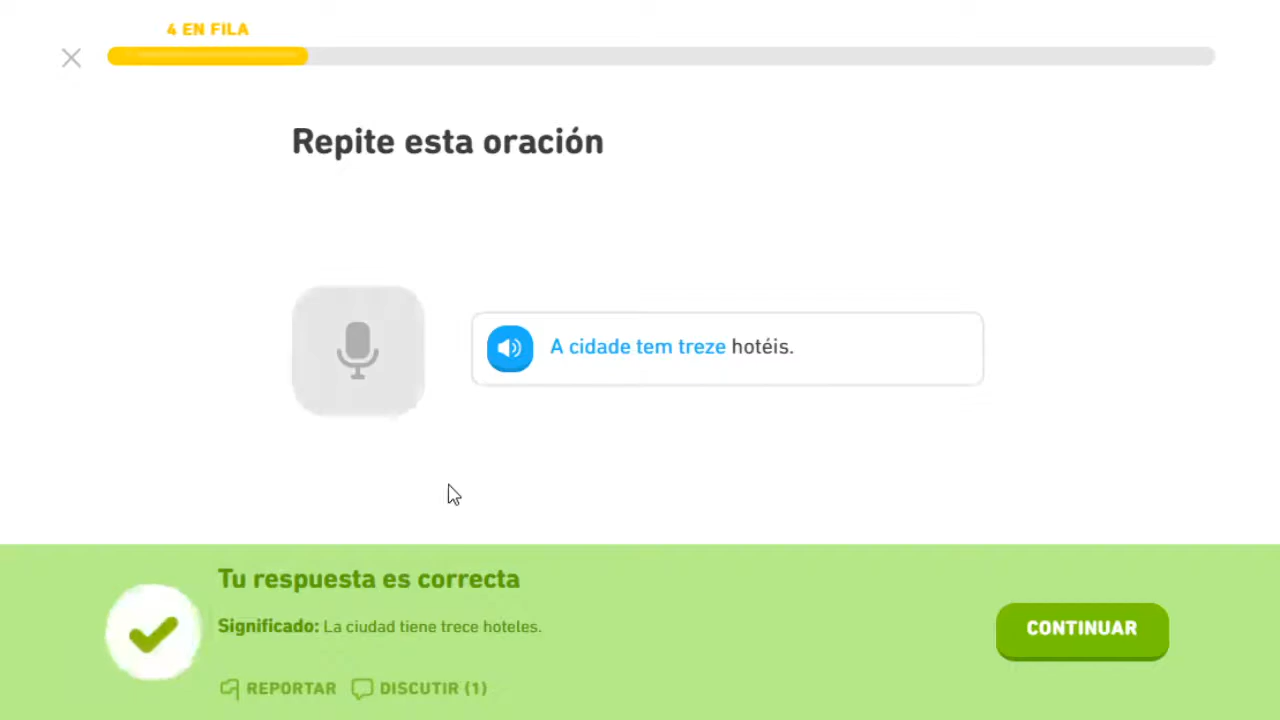 4 EN FILA
Repite esta oración
A cidade tem treze hotéis.
Tu respuesta es correcta
Significado: La ciudad tiene trece hoteles.
CONTINUAR
REPORTAR DISCUTIR (1)